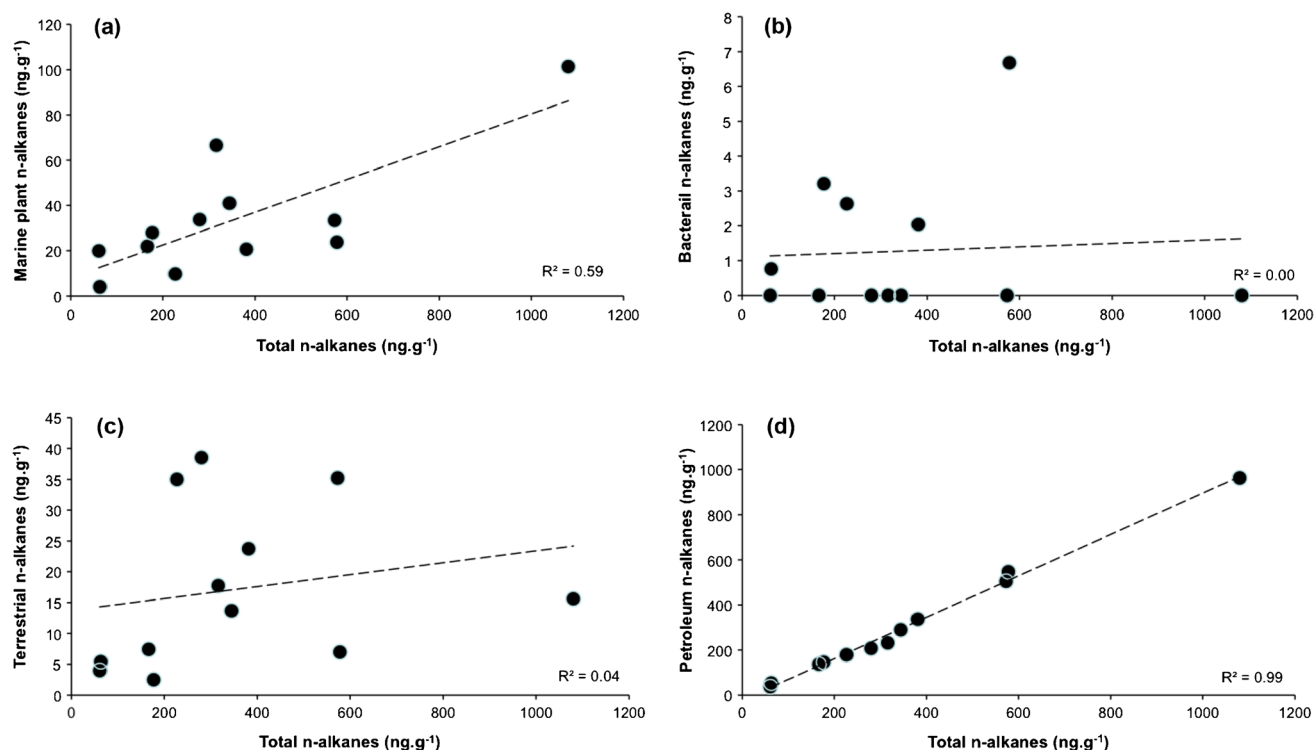 (a)
Marine plant n-alkanes (ng.g⁻¹)
120
100
80
60
40
20
0
R² = 0.59
0 200 400 600 800 1000 1200
Total n-alkanes (ng.g⁻¹)
(b)
Bacterail n-alkanes (ng.g⁻¹)
8
7
6
5
4
3
2
1
0
R² = 0.00
0 200 400 600 800 1000 1200
Total n-alkanes (ng.g⁻¹)
(c)
Terrestrial n-alkanes (ng.g⁻¹)
45
40
35
30
25
20
15
10
5
0
R² = 0.04
0 200 400 600 800 1000 1200
Total n-alkanes (ng.g⁻¹)
(d)
Petroleum n-alkanes (ng.g⁻¹)
1200
1000
800
600
400
200
0
R² = 0.99
0 200 400 600 800 1000 1200
Total n-alkanes (ng.g⁻¹)